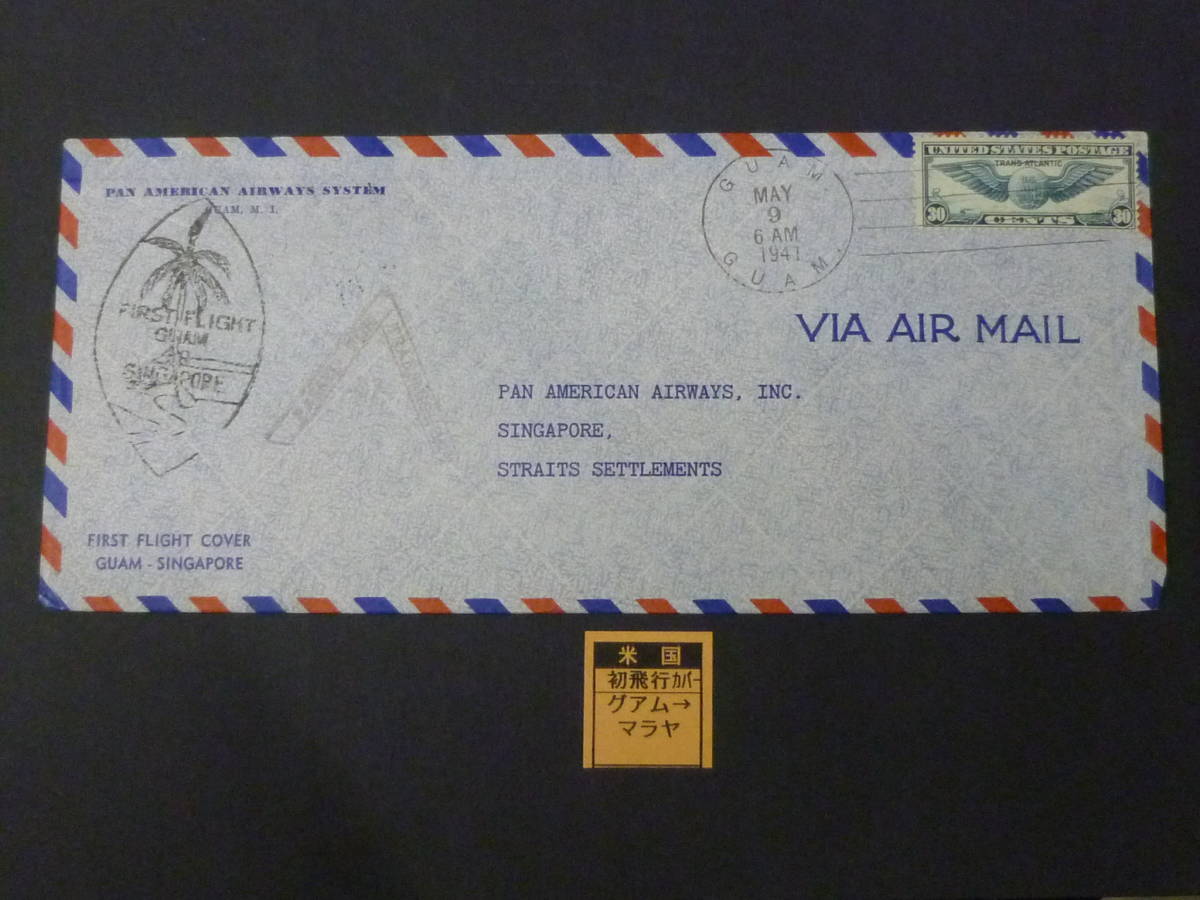 PAN AMERICAN AIRWAYS SYSTEM
GUAM, M. I.
GUAM.
MAY
9
6 AM
1941
GUAM.
UNITED STATES POSTAGE
TRANS-ATLANTIC
30 CENTS 30
FIRST FLIGHT
GUAM
SINGAPORE
VIA AIR MAIL
PAN AMERICAN AIRWAYS, INC.
SINGAPORE,
STRAITS SETTLEMENTS
FIRST FLIGHT COVER
GUAM - SINGAPORE
米国
初飛行カバー
グアム→
マラヤ